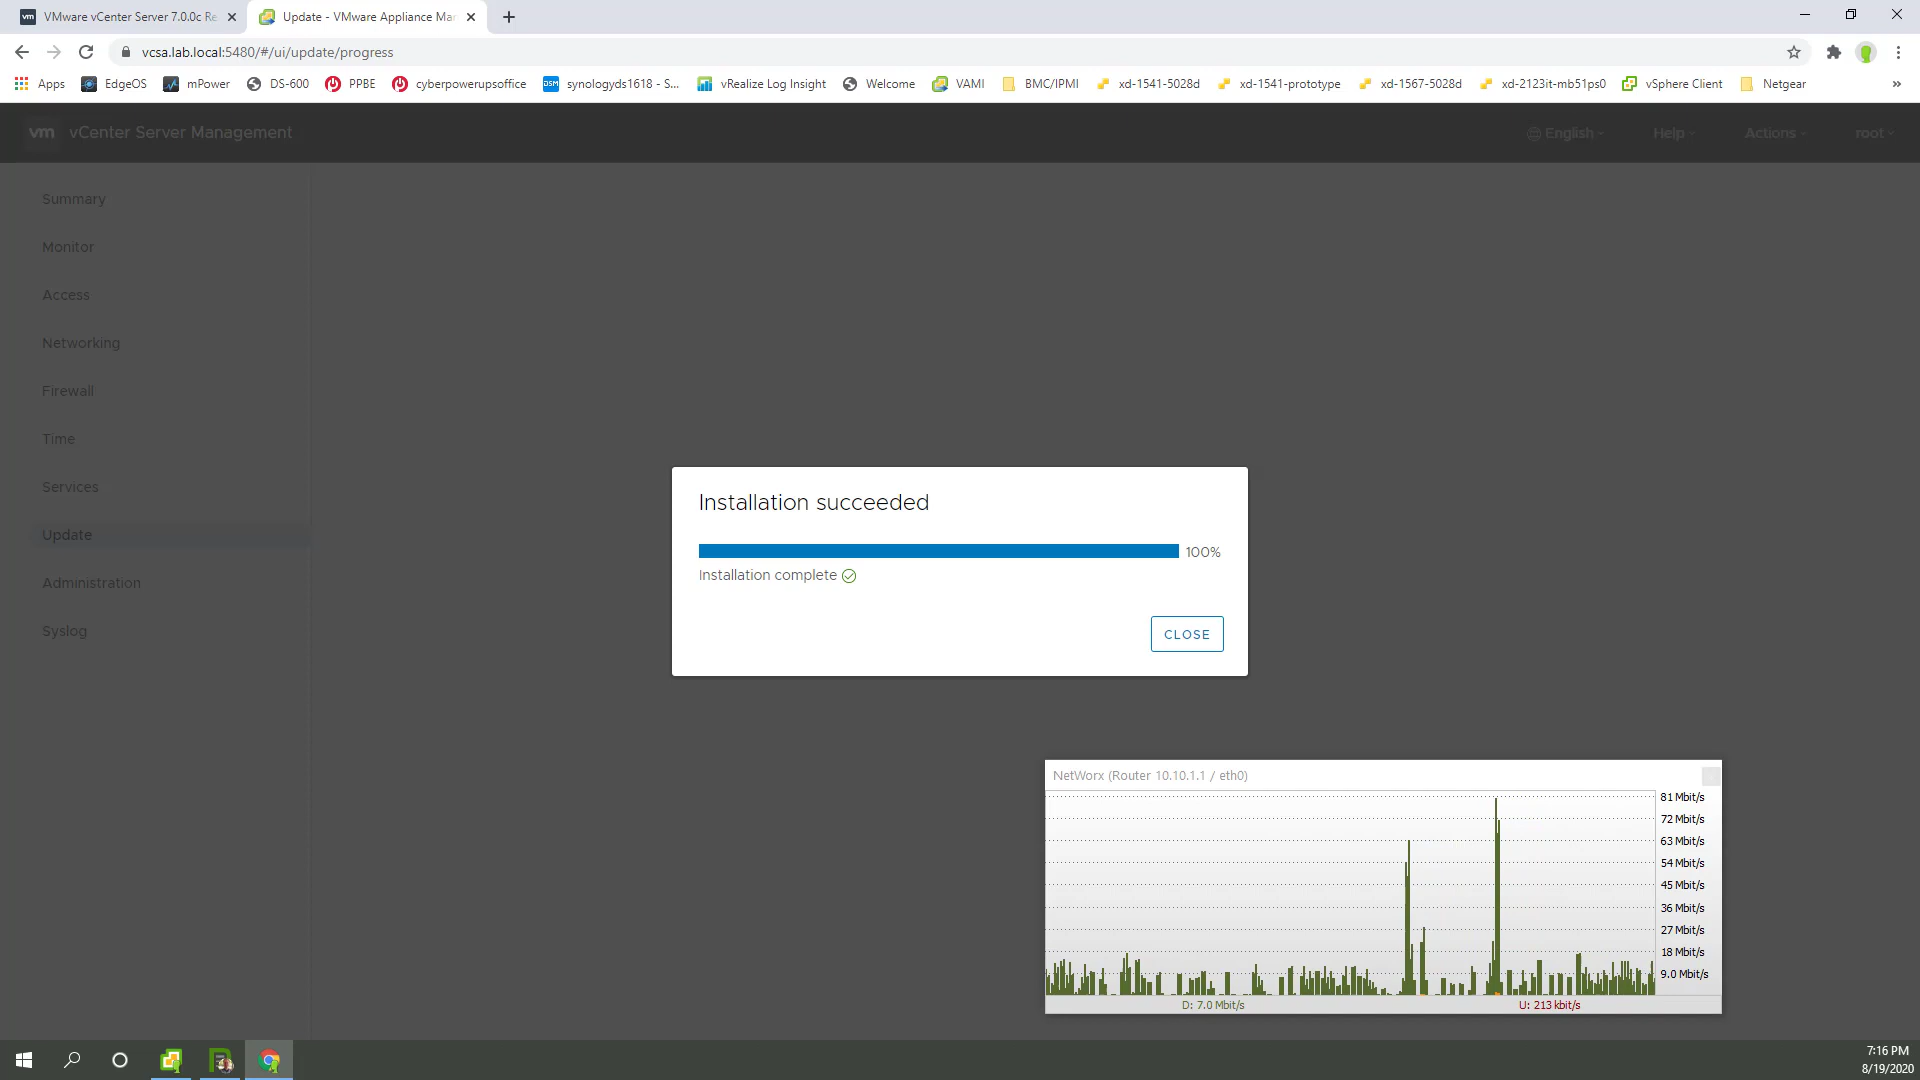 VMware vCenter Server 7.0.0c Re
Update - VMware Appliance Mar
vcsa.lab.local:5480/#/ui/update/progress
Apps
EdgeOS
mPower
DS-600
PPBE
cyberpowerupsoffice
DSM
synologyds1618 - S...
vRealize Log Insight
Welcome
VAMI
BMC/IPMI
xd-1541-5028d
xd-1541-prototype
xd-1567-5028d
xd-2123it-mb51ps0
vSphere Client
Netgear
»
vm
vCenter Server Management
English
Help
Actions
root
Summary
Monitor
Access
Networking
Firewall
Time
Services
Update
Administration
Syslog
Installation succeeded
100%
Installation complete
CLOSE
NetWorx (Router 10.10.1.1 / eth0)
81 Mbit/s
72 Mbit/s
63 Mbit/s
54 Mbit/s
45 Mbit/s
36 Mbit/s
27 Mbit/s
18 Mbit/s
9.0 Mbit/s
D: 7.0 Mbit/s
U: 213 kbit/s
7:16 PM
8/19/2020